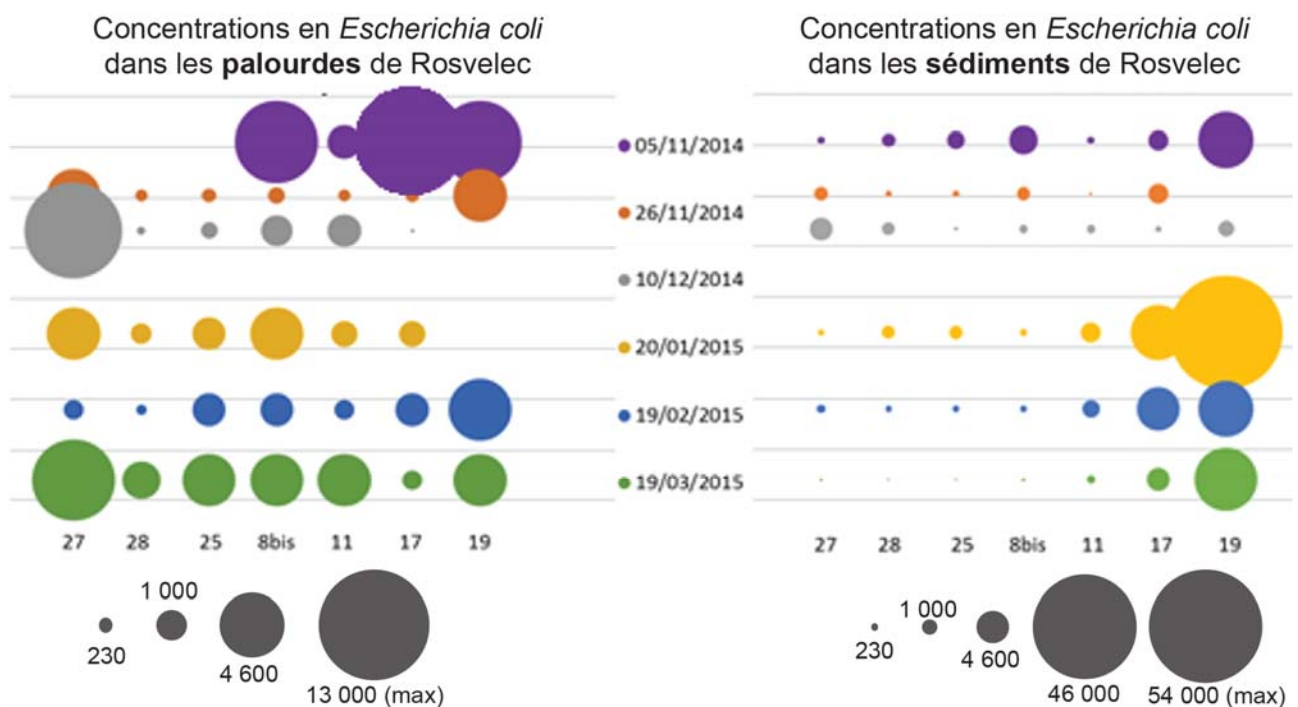 Concentrations en Escherichia coli
dans les palourdes de Rosvelec
Concentrations en Escherichia coli
dans les sédiments de Rosvelec
05/11/2014
26/11/2014
10/12/2014
20/01/2015
19/02/2015
19/03/2015
27 28 25 8bis 11 17 19
27 28 25 8bis 11 17 19
230
1 000
4 600
13 000 (max)
230
1 000
4 600
46 000
54 000 (max)